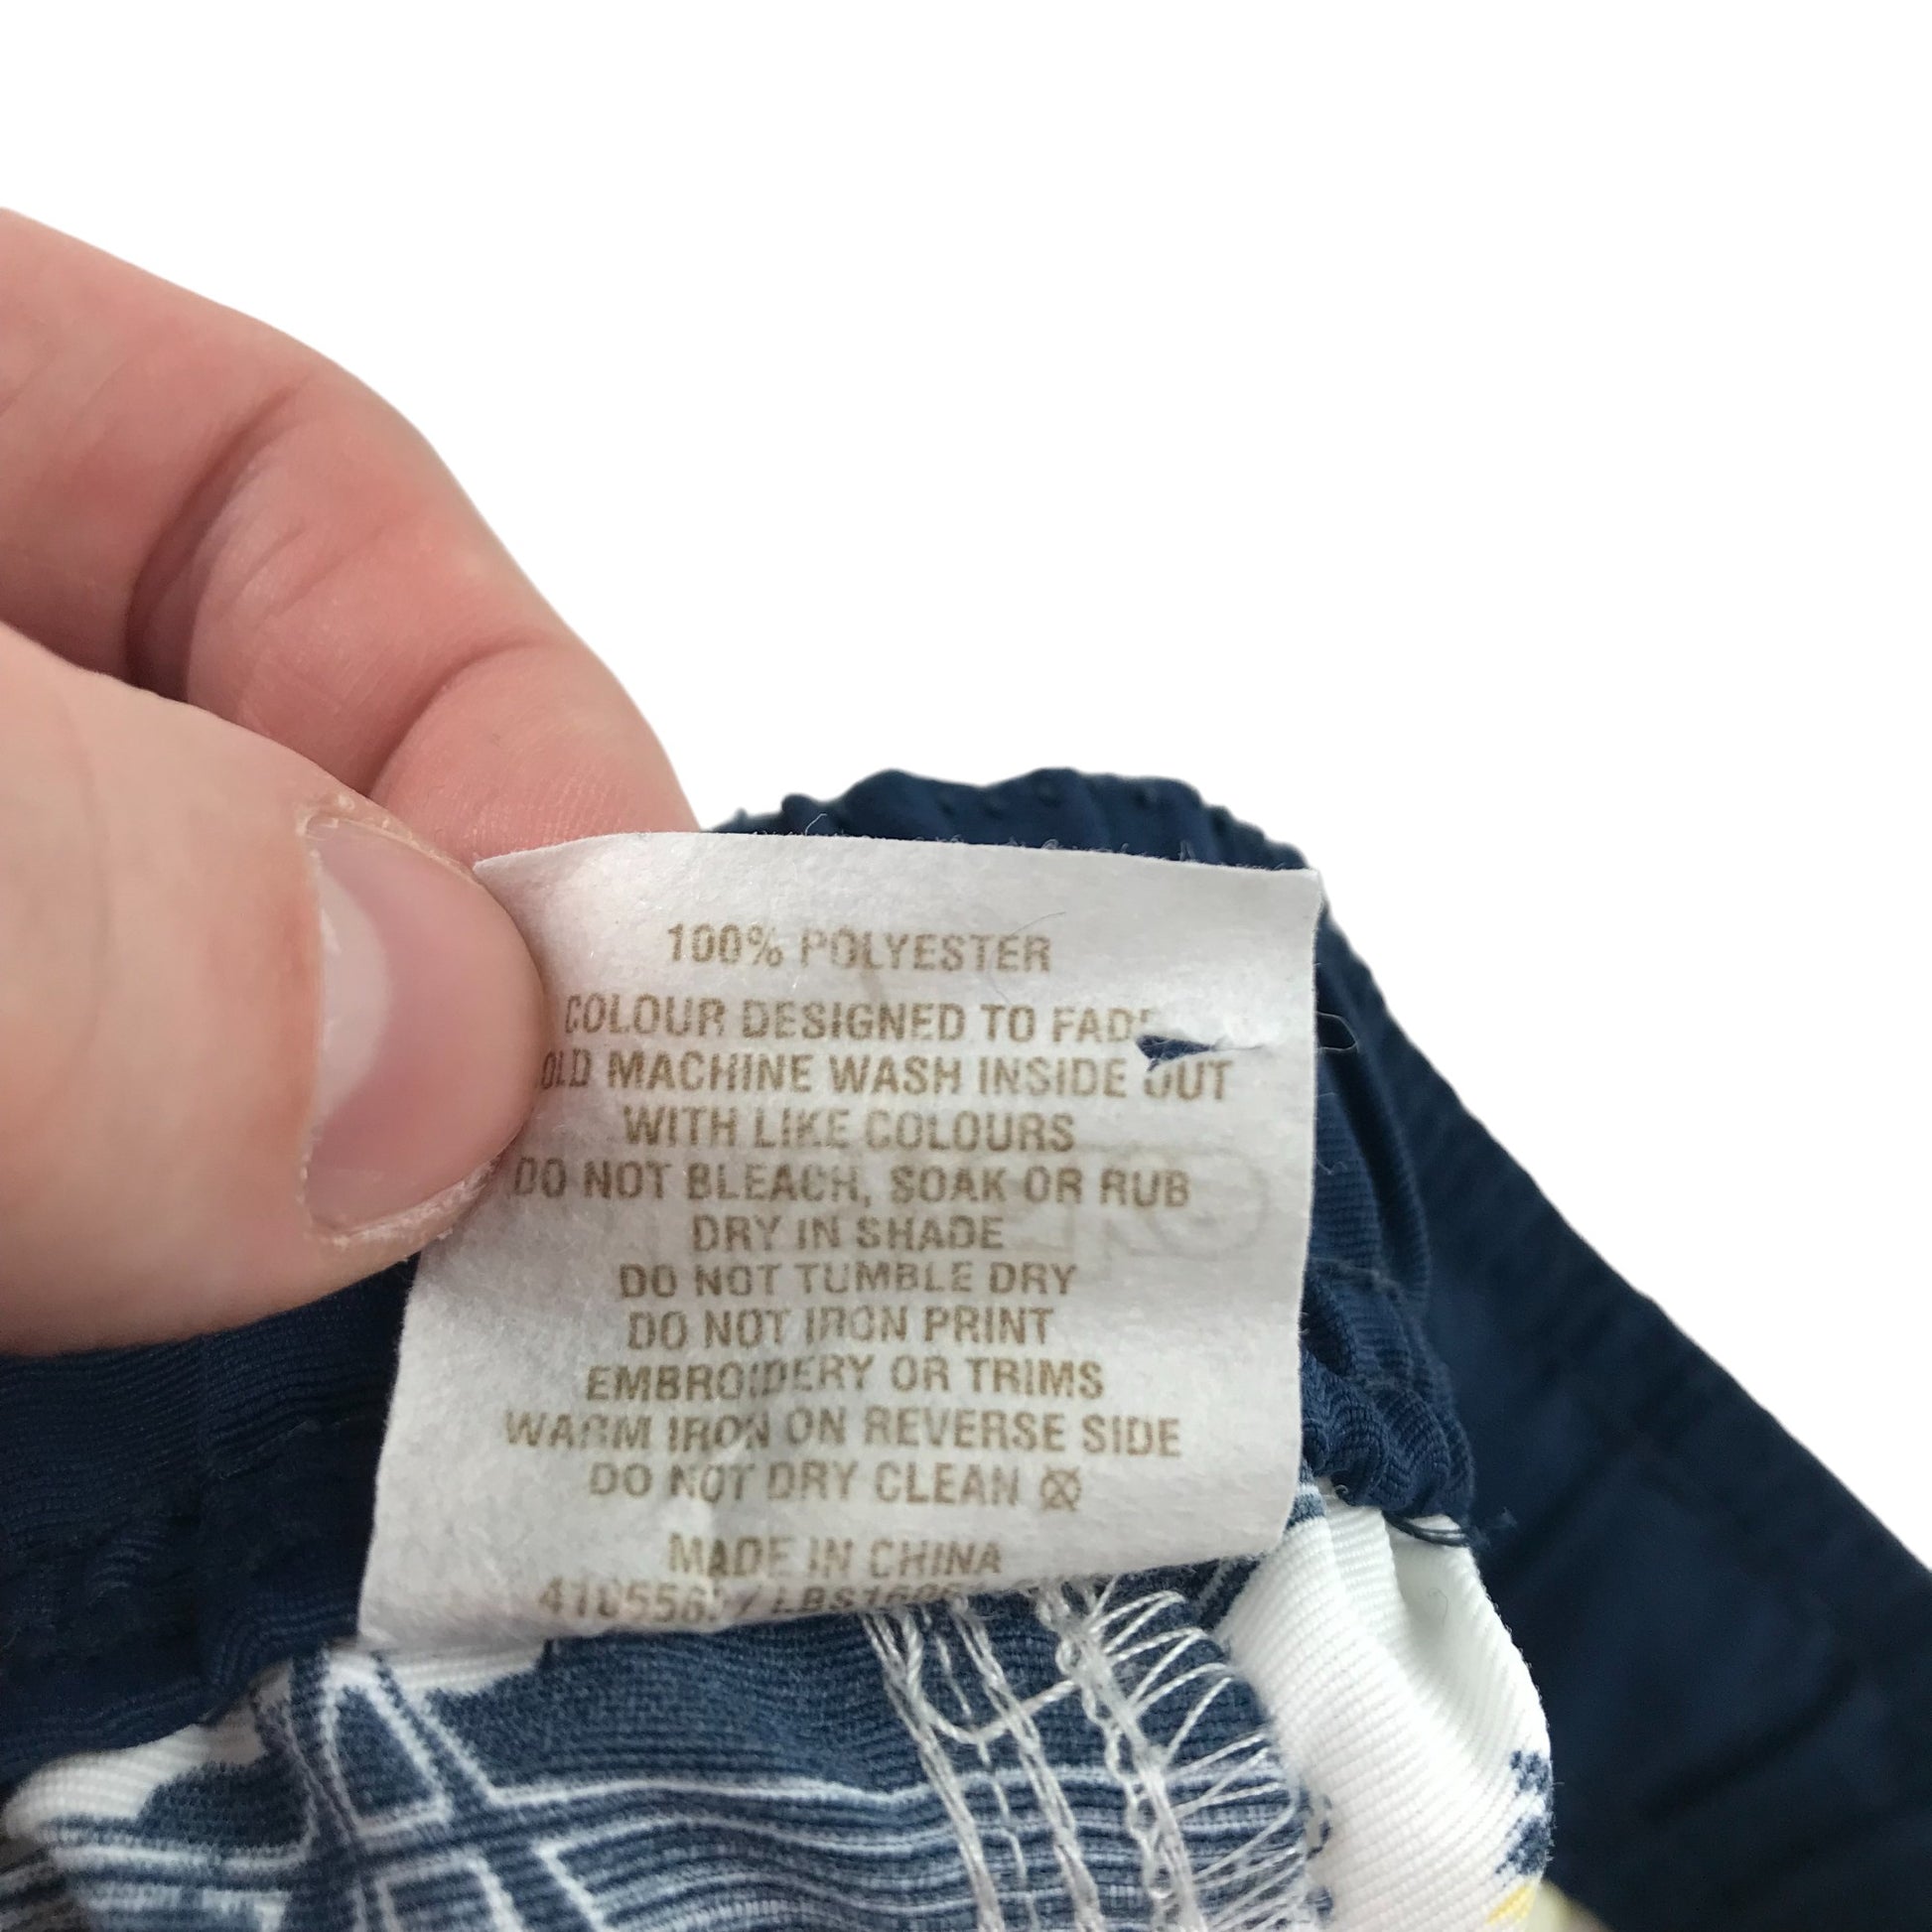 100% POLYESTER
COLOUR DESIGNED TO FADE
COLD MACHINE WASH INSIDE OUT
WITH LIKE COLOURS
DO NOT BLEACH, SOAK OR RUB
DRY IN SHADE
DO NOT TUMBLE DRY
DO NOT IRON PRINT
EMBROIDERY OR TRIMS
WARM IRON ON REVERSE SIDE
DO NOT DRY CLEAN
MADE IN CHINA